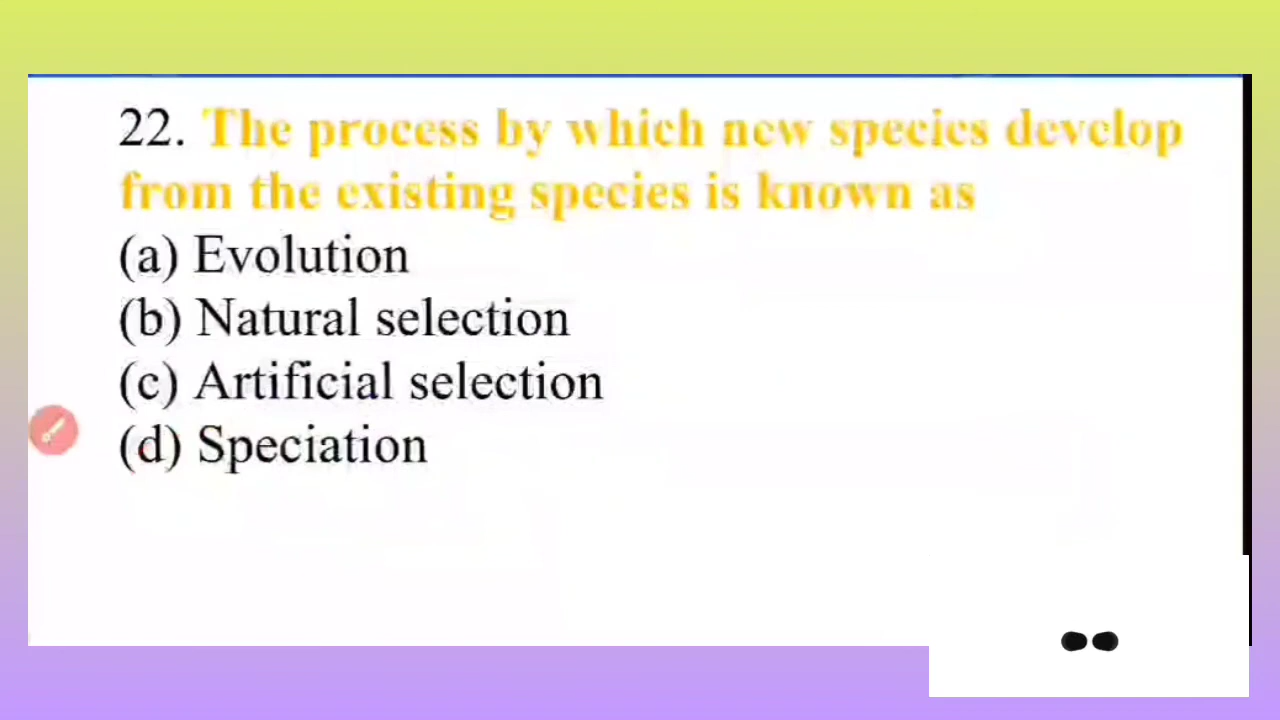 22. The process by which new species develop
from the existing species is known as
(a) Evolution
(b) Natural selection
(c) Artificial selection
(d) Speciation